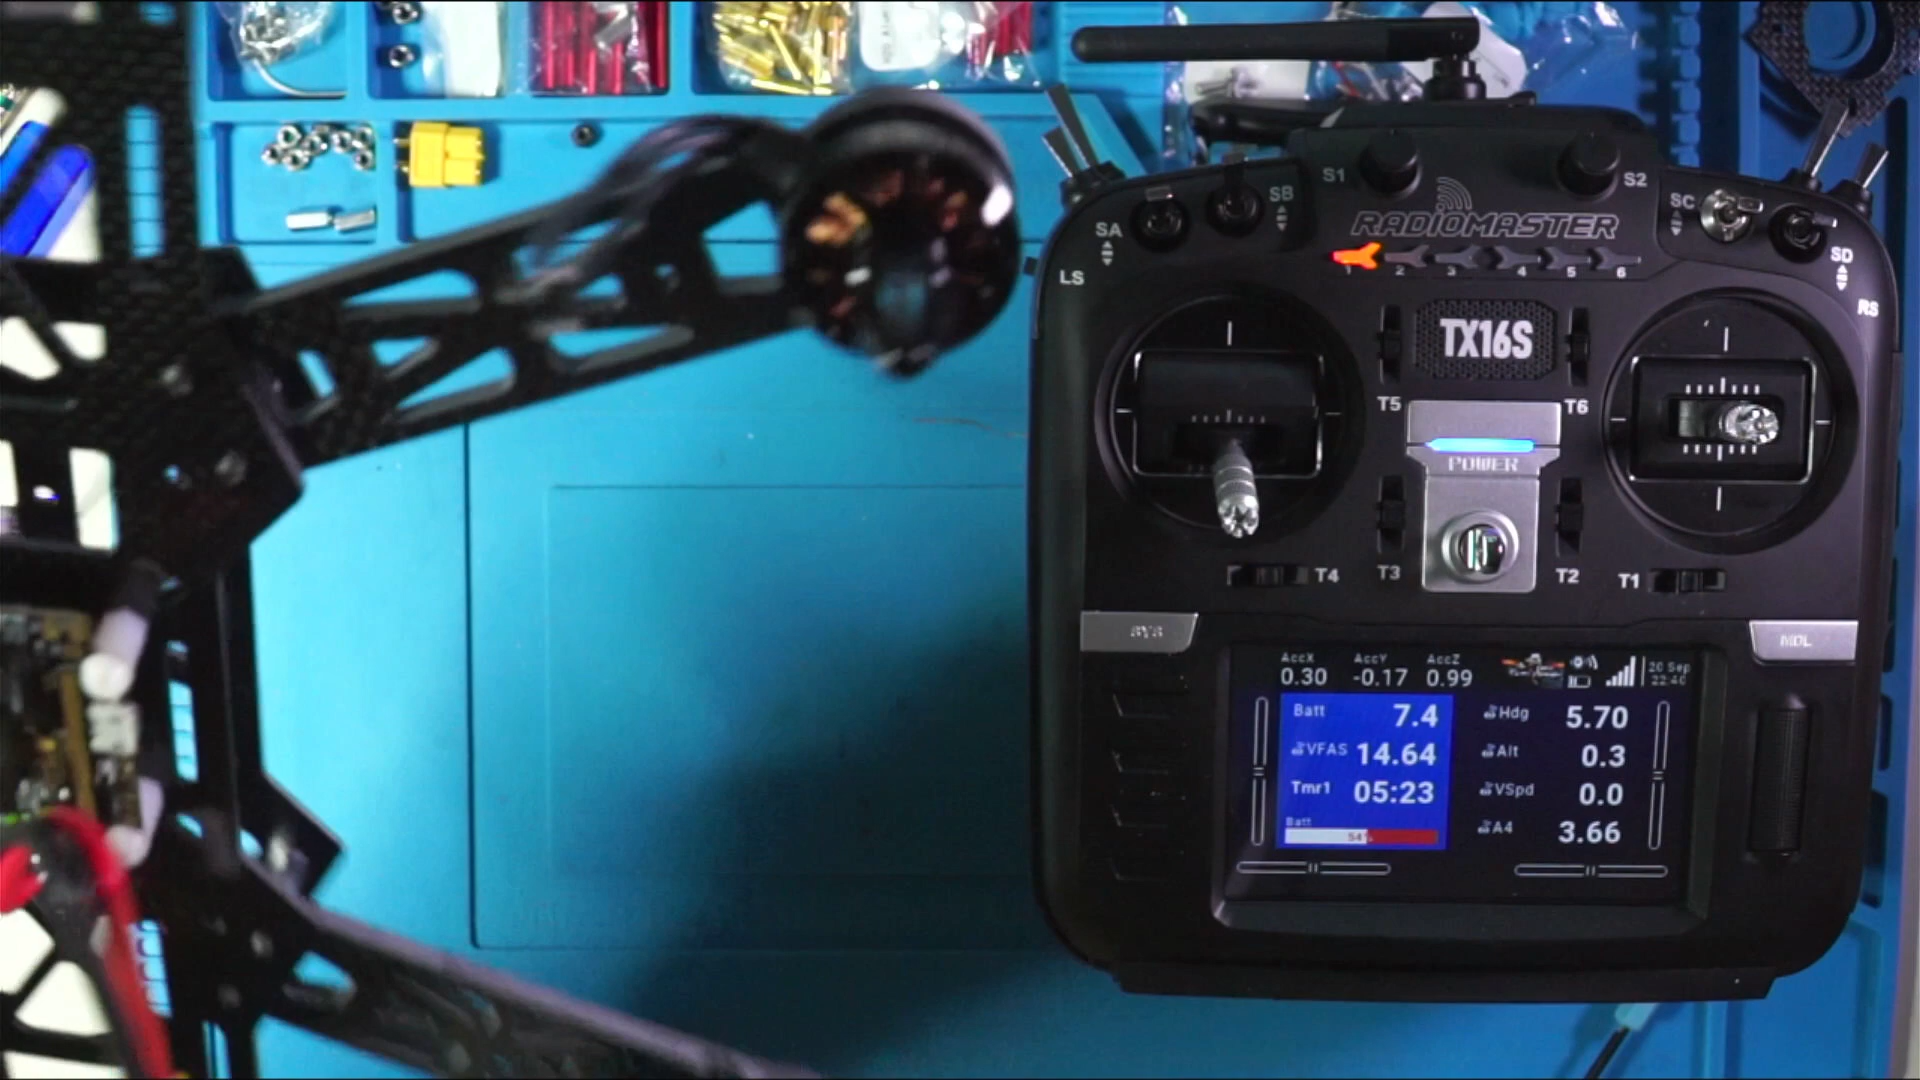 S1
S2
SB
SC
SA
SD
LS
RS
RADIOMASTER
1 2 3 4 5 6
TX16S
T5
T6
POWER
T4
T3
T2
T1
SYS
MDL
AccX AccY AccZ
0.30 -0.17 0.99
20 Sep
22:40
Batt 7.4
VFAS 14.64
Tmr1 05:23
Batt
54%
Hdg 5.70
Alt 0.3
VSpd 0.0
A4 3.66